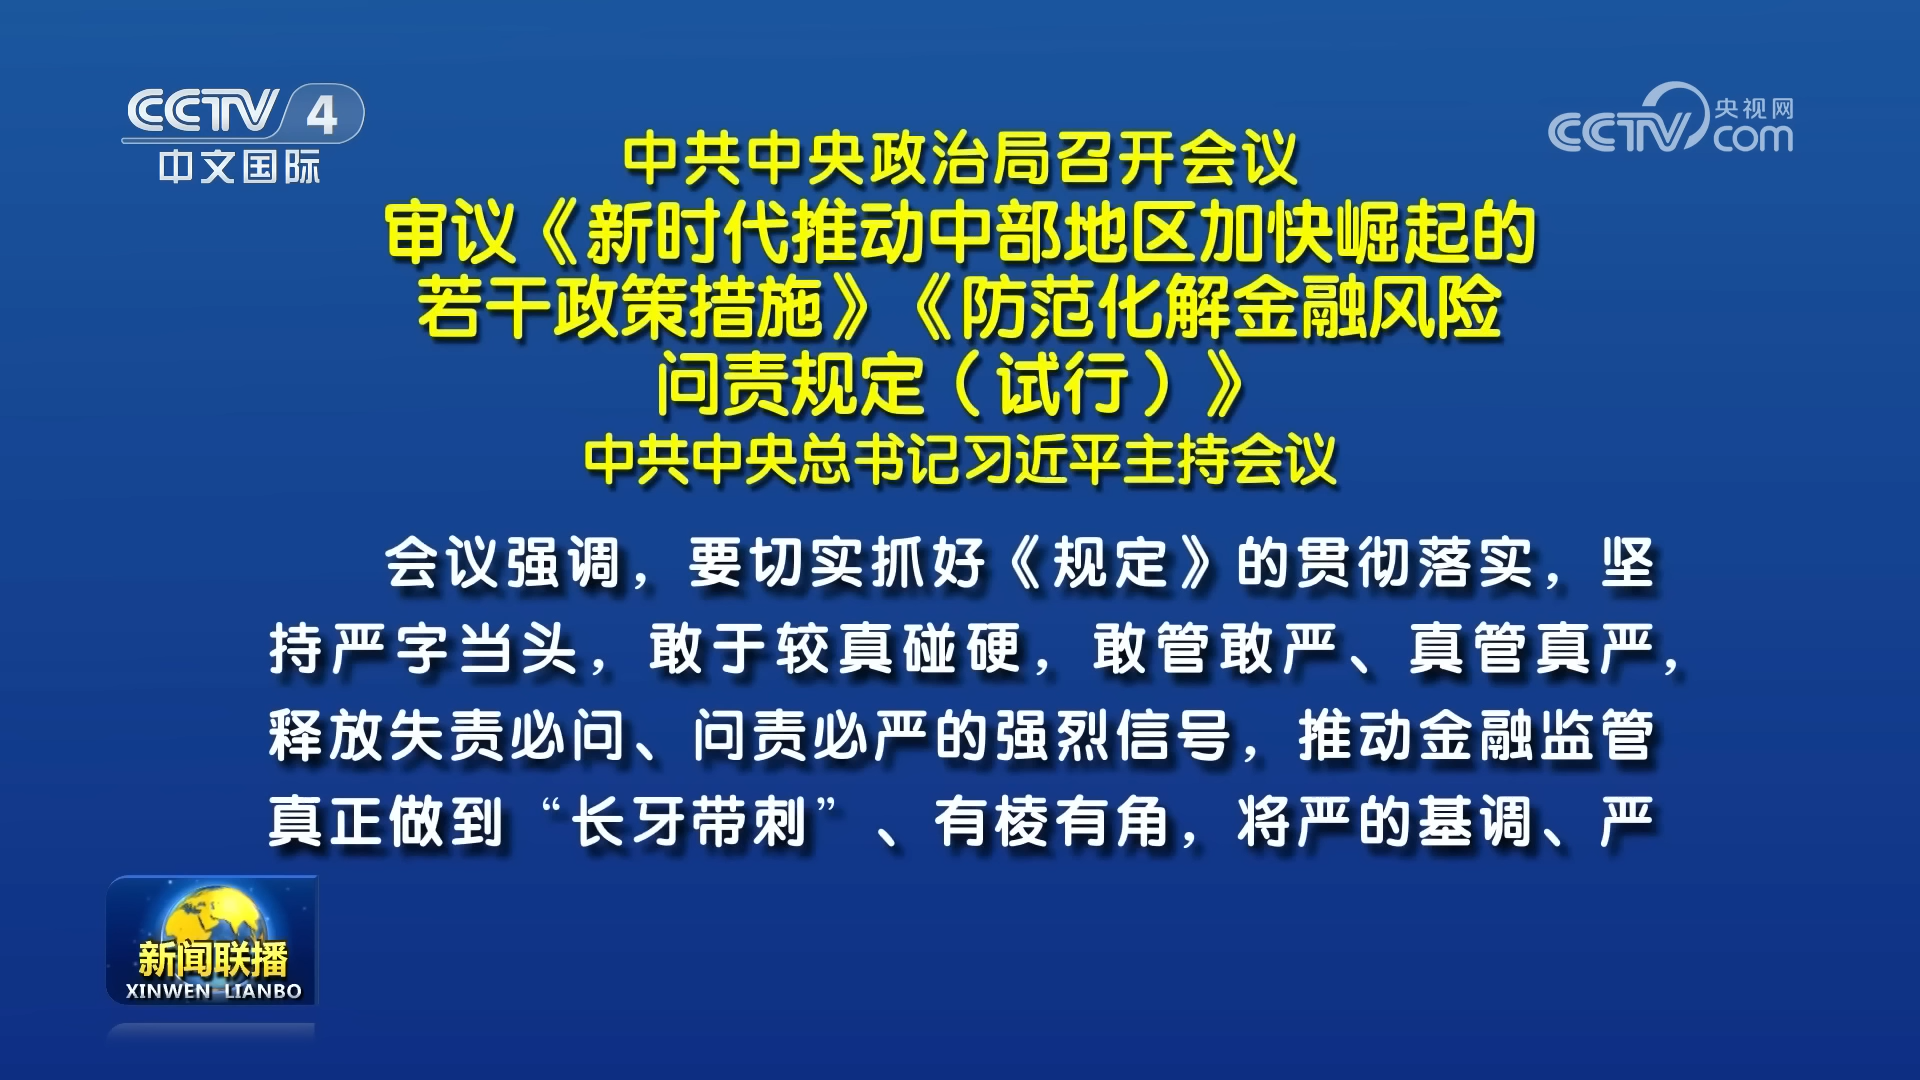 CCTV 4
中文国际
央视网
CCTV com
中共中央政治局召开会议
审议《新时代推动中部地区加快崛起的
若干政策措施》《防范化解金融风险
问责规定（试行）》
中共中央总书记习近平主持会议
会议强调，要切实抓好《规定》的贯彻落实，坚
持严字当头，敢于较真碰硬，敢管敢严、真管真严，
释放失责必问、问责必严的强烈信号，推动金融监管
真正做到“长牙带刺”、有棱有角，将严的基调、严
新闻联播
XINWEN LIANBO